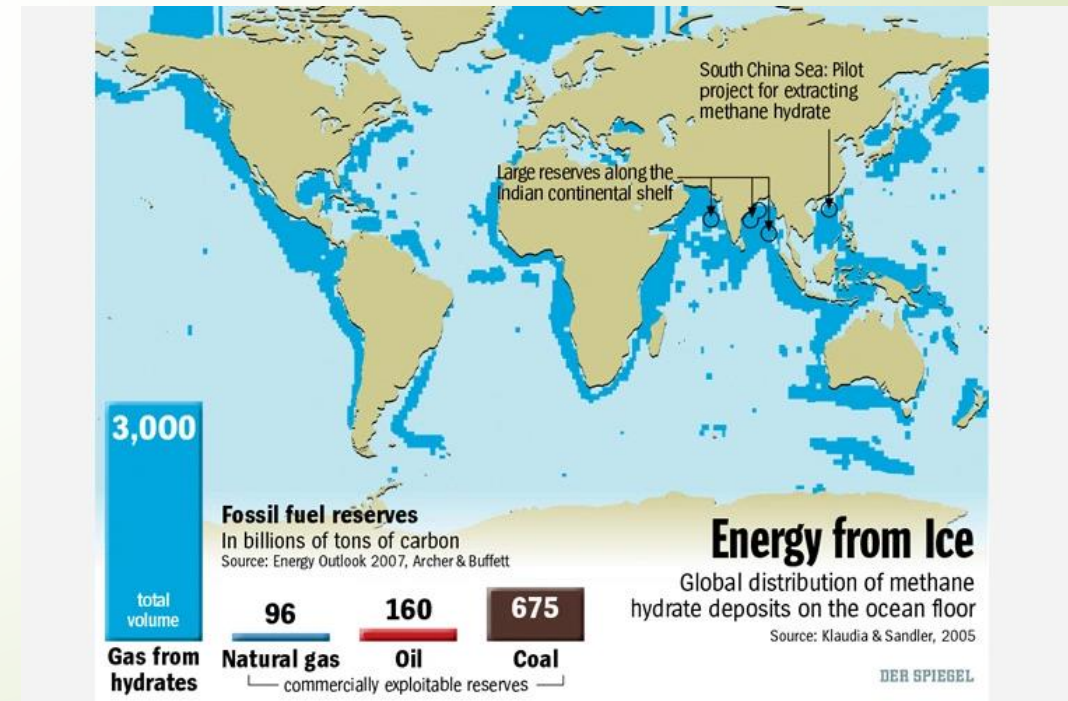 South China Sea: Pilot
project for extracting
methane hydrate
Large reserves along the
Indian continental shelf
3,000
total
volume
Gas from
hydrates
Fossil fuel reserves
In billions of tons of carbon
Source: Energy Outlook 2007, Archer & Buffett
96
Natural gas
160
Oil
675
Coal
commercially exploitable reserves
Energy from Ice
Global distribution of methane
hydrate deposits on the ocean floor
Source: Klaudia & Sandler, 2005
DER SPIEGEL